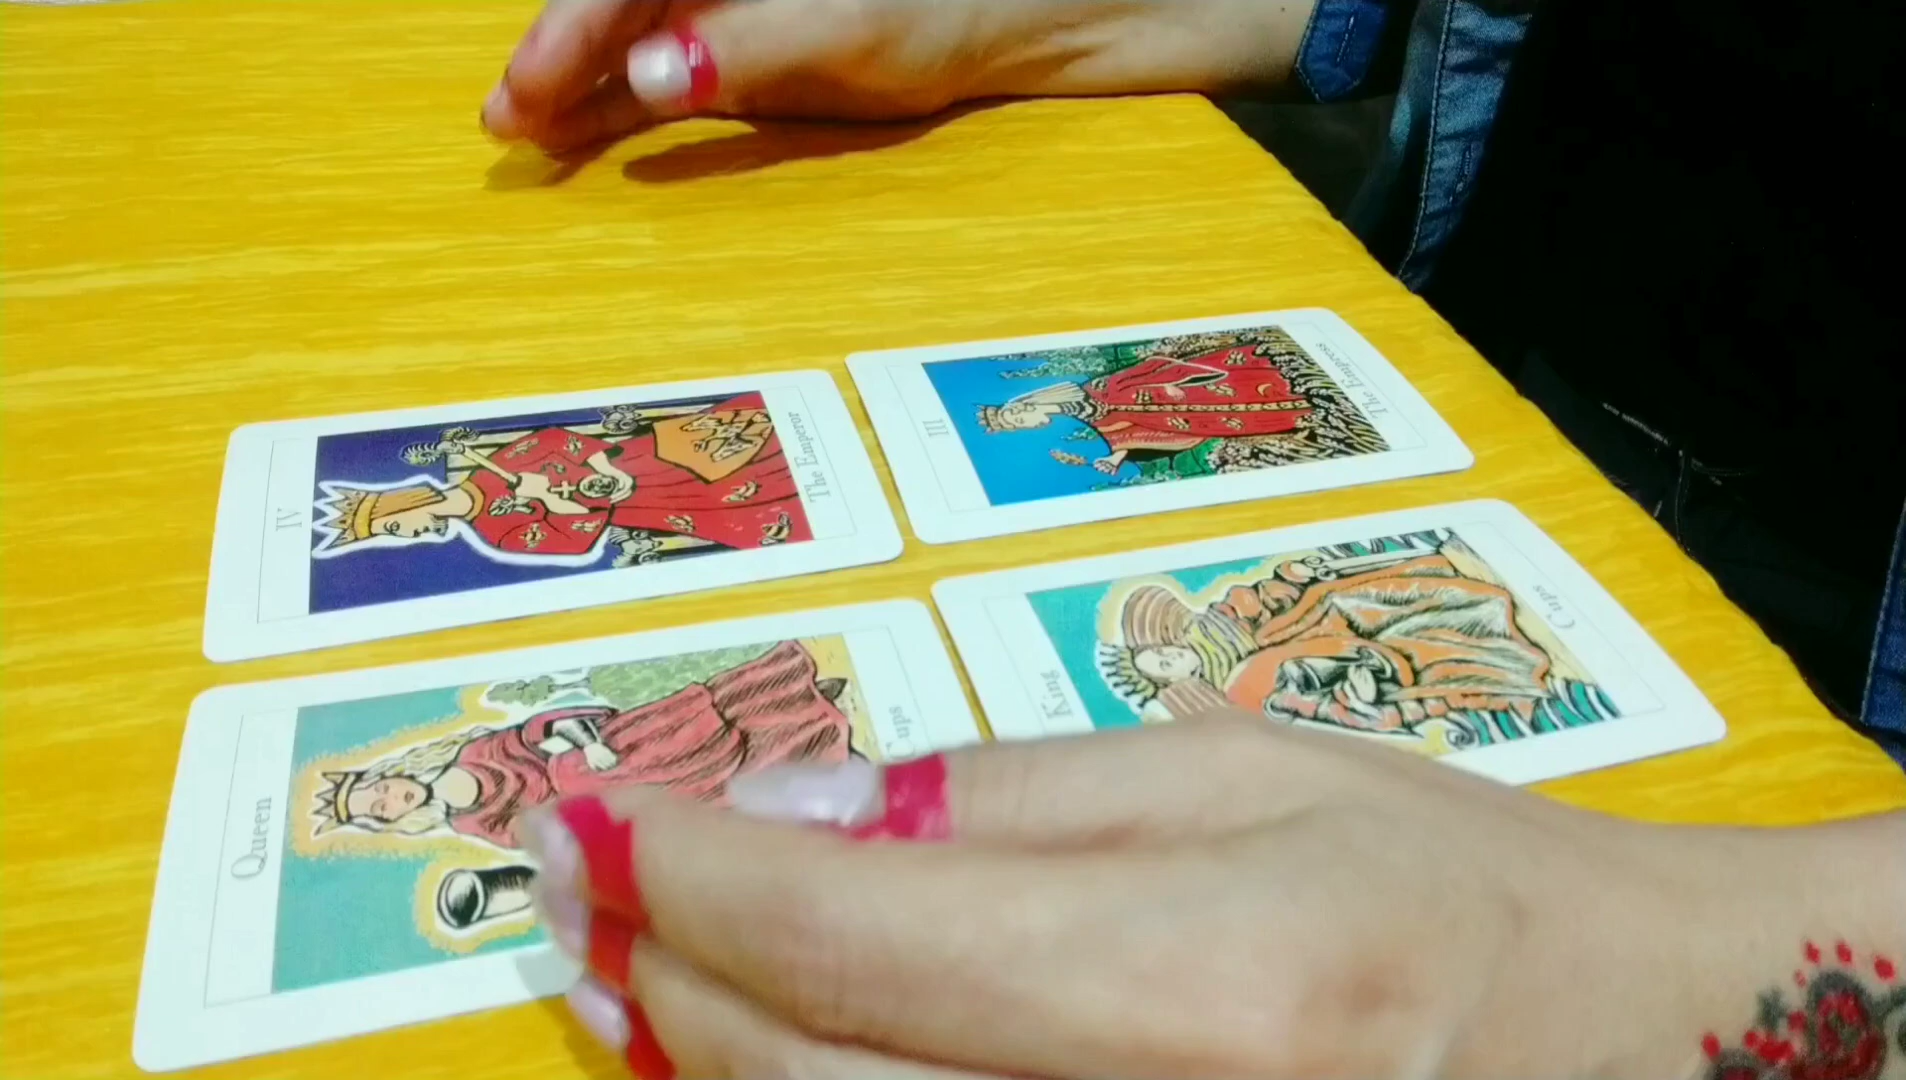 IV
The Emperor
III
The Empress
Queen
Cups
King
Cups